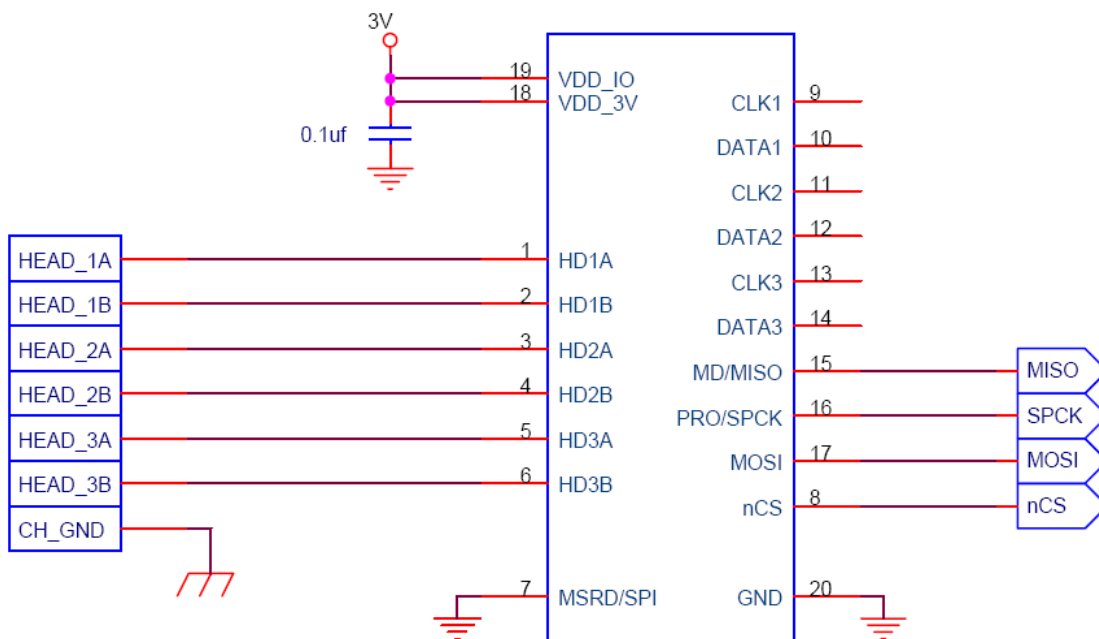 3V
0.1uf
19 VDD_IO
18 VDD_3V
CLK1 9
DATA1 10
CLK2 11
DATA2 12
CLK3 13
DATA3 14
MD/MISO 15 MISO
PRO/SPCK 16 SPCK
MOSI 17 MOSI
nCS 8 nCS
HEAD_1A 1 HD1A
HEAD_1B 2 HD1B
HEAD_2A 3 HD2A
HEAD_2B 4 HD2B
HEAD_3A 5 HD3A
HEAD_3B 6 HD3B
CH_GND
7 MSRD/SPI
GND 20